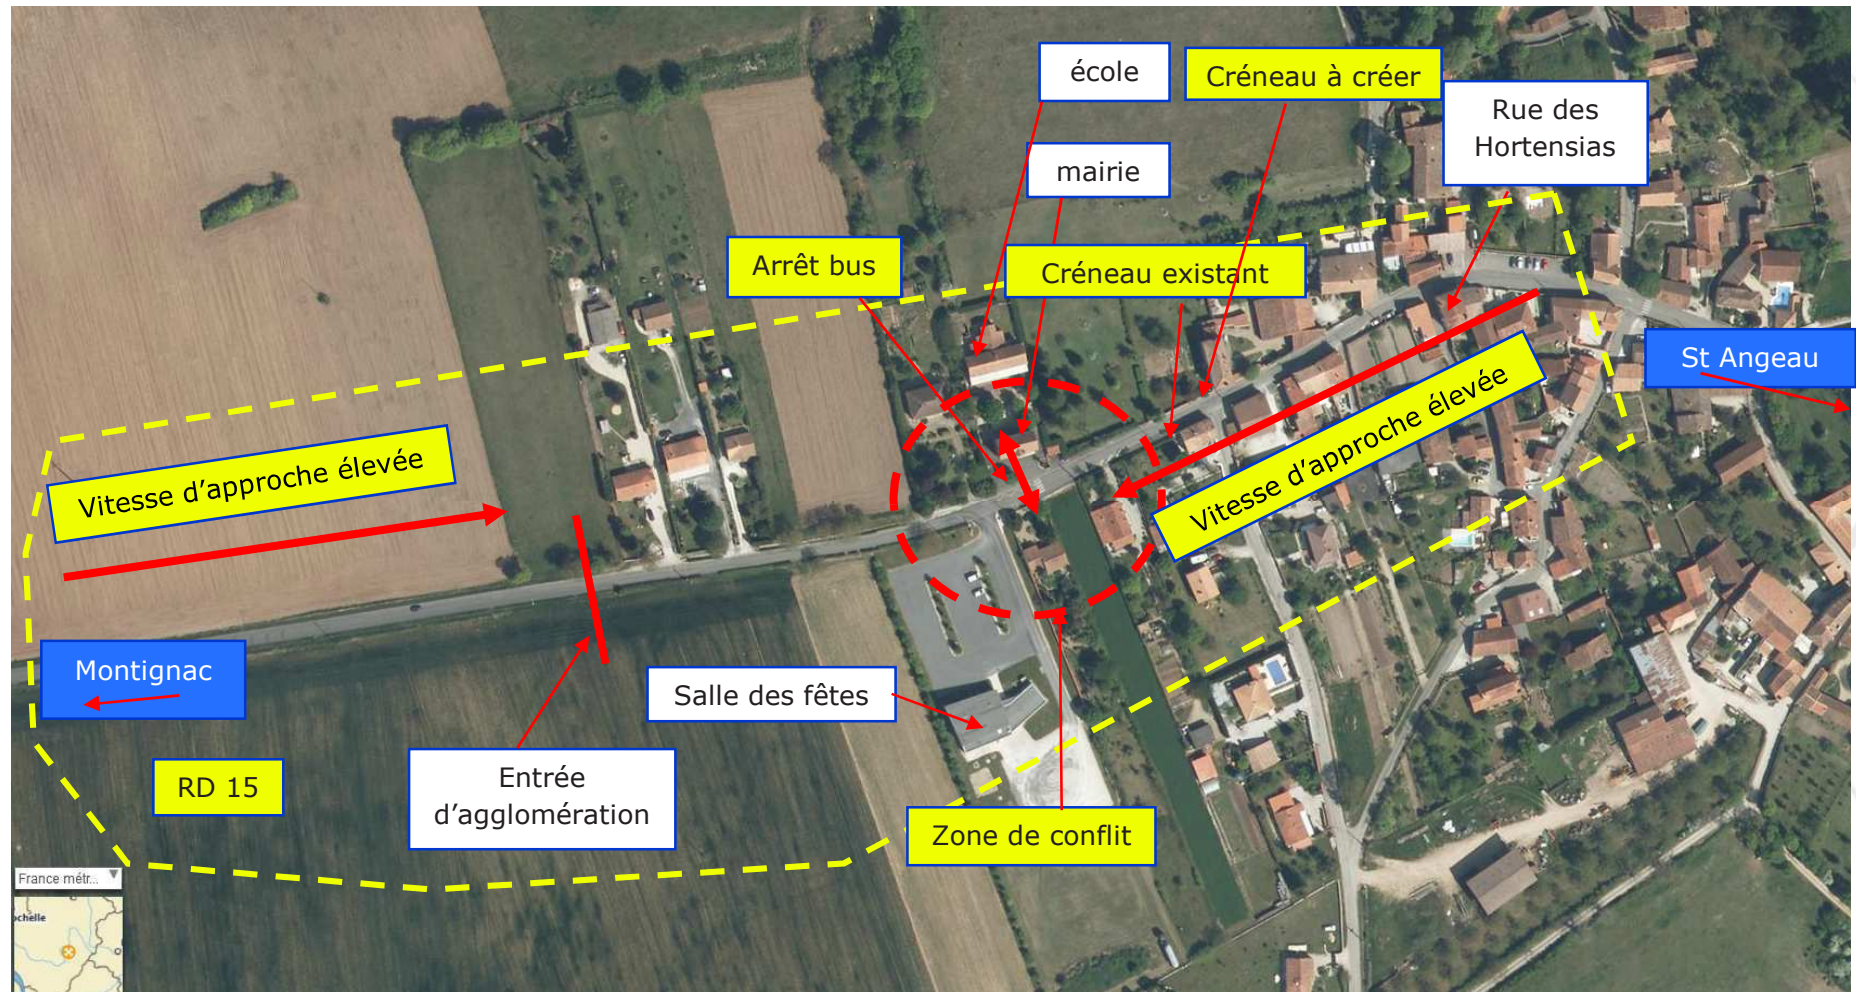 école
Créneau à créer
Rue des
Hortensias
mairie
Arrêt bus
Créneau existant
St Angeau
Vitesse d’approche élevée
Vitesse d’approche élevée
Montignac
Salle des fêtes
RD 15
Entrée
d’agglomération
Zone de conflit
France métr...
ochelle